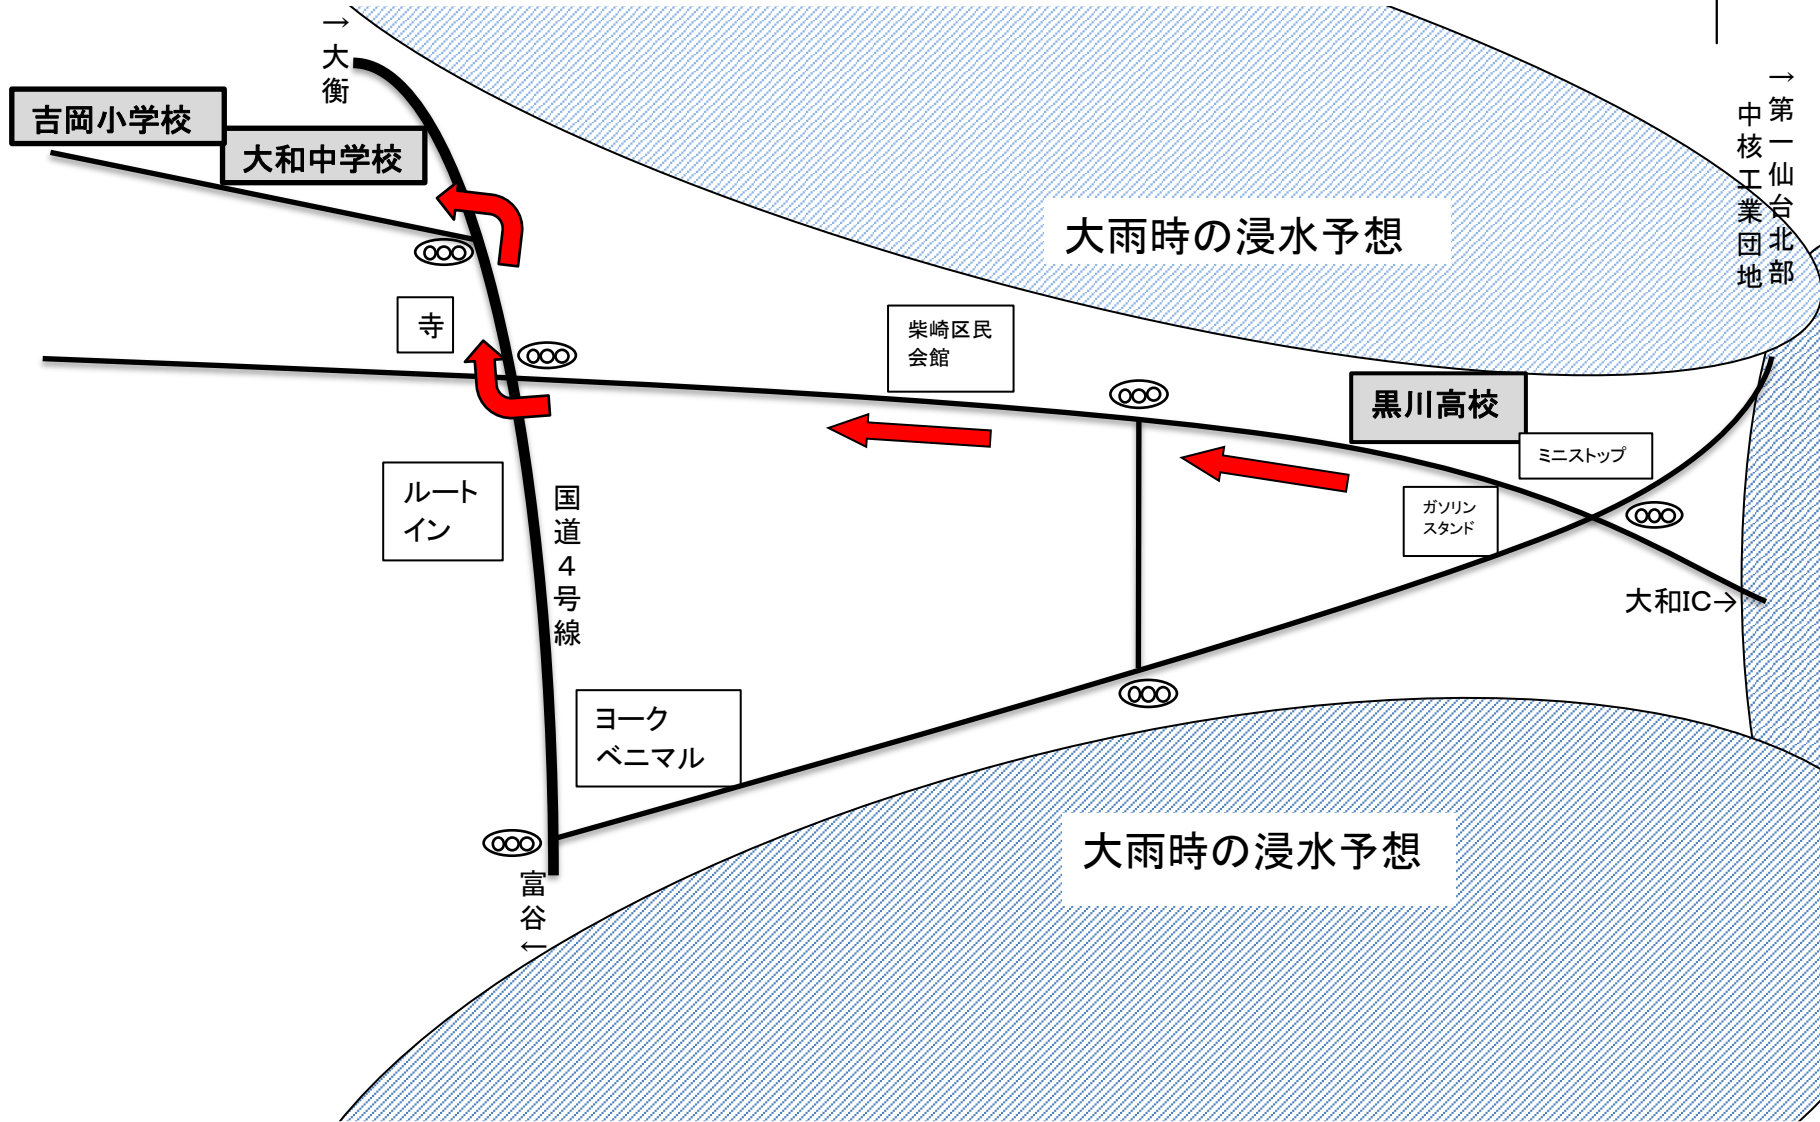 →大衡
→第一仙台北部
中核工業団地
吉岡小学校
大和中学校
大雨時の浸水予想
寺
柴崎区民
会館
黒川高校
ミニストップ
ルート
イン
国道４号線
ガソリン
スタンド
大和IC→
ヨーク
ベニマル
大雨時の浸水予想
富谷←